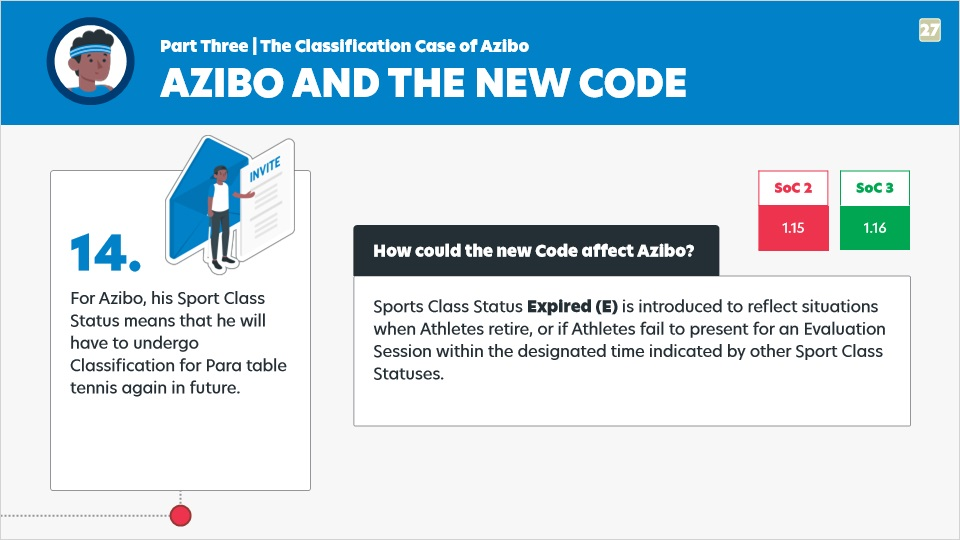 27
Part Three | The Classification Case of Azibo
AZIBO AND THE NEW CODE
INVITE
14.
For Azibo, his Sport Class
Status means that he will
have to undergo
Classification for Para table
tennis again in future.
SoC 2
SoC 3
1.15
1.16
How could the new Code affect Azibo?
Sports Class Status Expired (E) is introduced to reflect situations
when Athletes retire, or if Athletes fail to present for an Evaluation
Session within the designated time indicated by other Sport Class
Statuses.